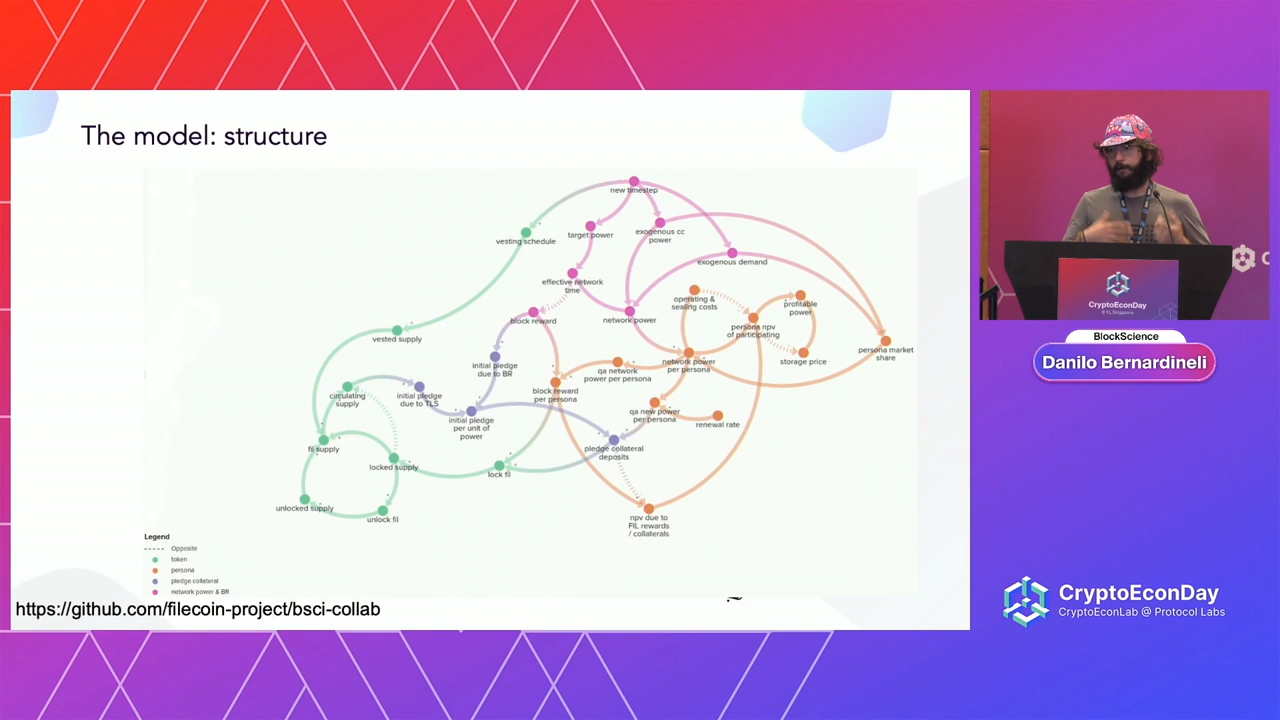 The model: structure
new timestep
vesting schedule
target power
exogenous cc
power
exogenous demand
effective network
time
block reward
network power
operating &
sealing costs
profitable
power
persona npv
of participating
storage price
persona market
share
vested supply
initial pledge
due to BR
qa network
power per persona
network power
per persona
circulating
supply
initial pledge
due to TLS
block reward
per persona
initial pledge
per unit of
power
qa new power
per persona
renewal rate
fil supply
pledge collateral
deposits
locked supply
lock fil
unlocked supply
unlock fil
npv due to
FIL rewards
/ collaterals
Legend
Opposite
token
persona
pledge collateral
network power & BR
https://github.com/filecoin-project/bsci-collab
CryptoEconDay
BlockScience
Danilo Bernardineli
CryptoEconDay
CryptoEconLab @ Protocol Labs